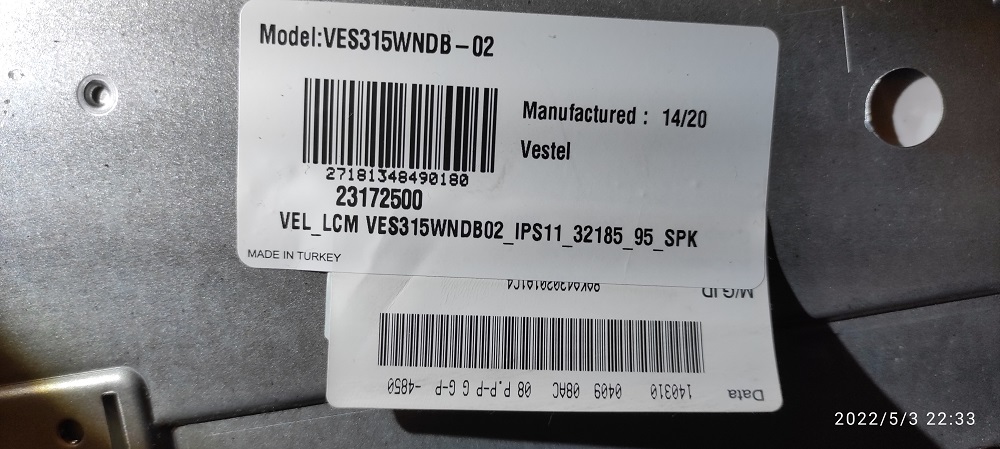 Model:VES315WNDB-02
Manufactured : 14/20
Vestel
27181348490180
23172500
VEL_LCM VES315WNDB02_IPS11_32185_95_SPK
MADE IN TURKEY
M/G.ID
Data
140310 0409 08AC 08 P.P-P G G-P -4850
2022/5/3 22:33